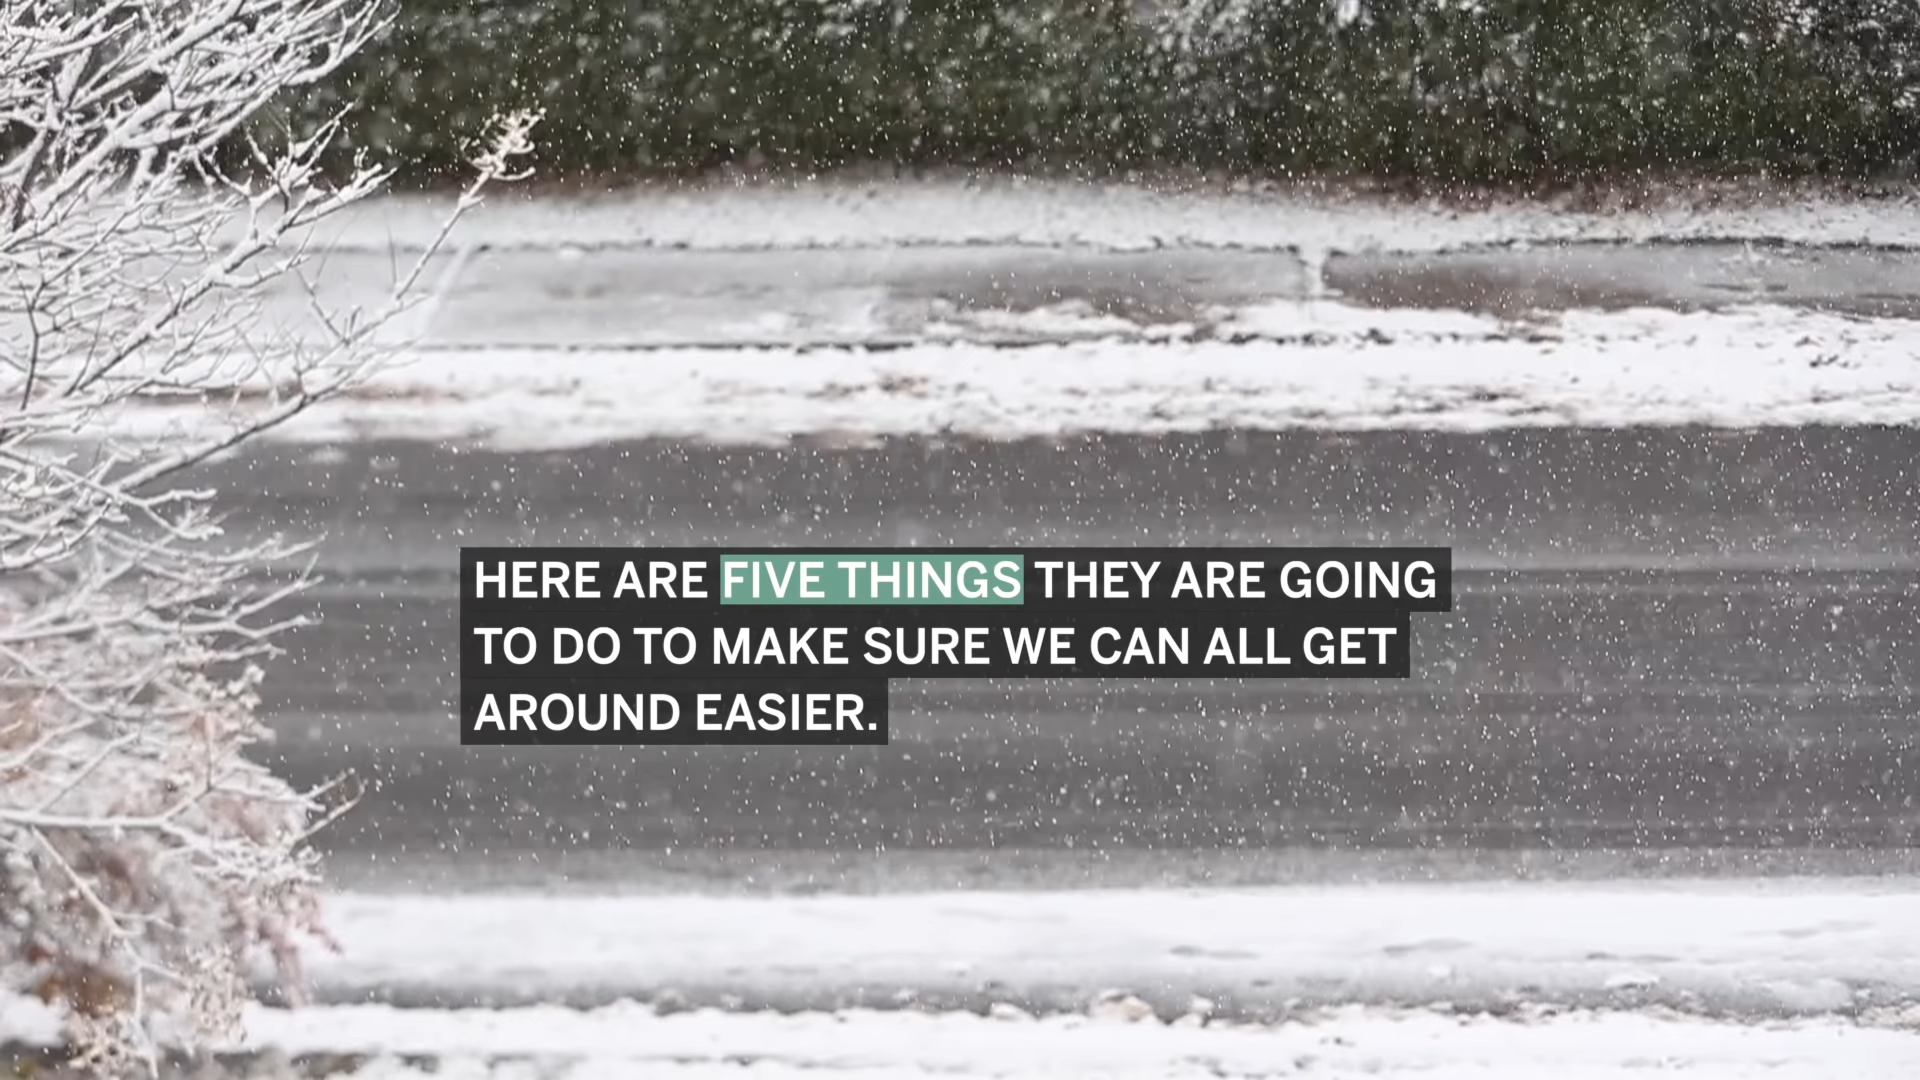 HERE ARE FIVE THINGS THEY ARE GOING
TO DO TO MAKE SURE WE CAN ALL GET
AROUND EASIER.